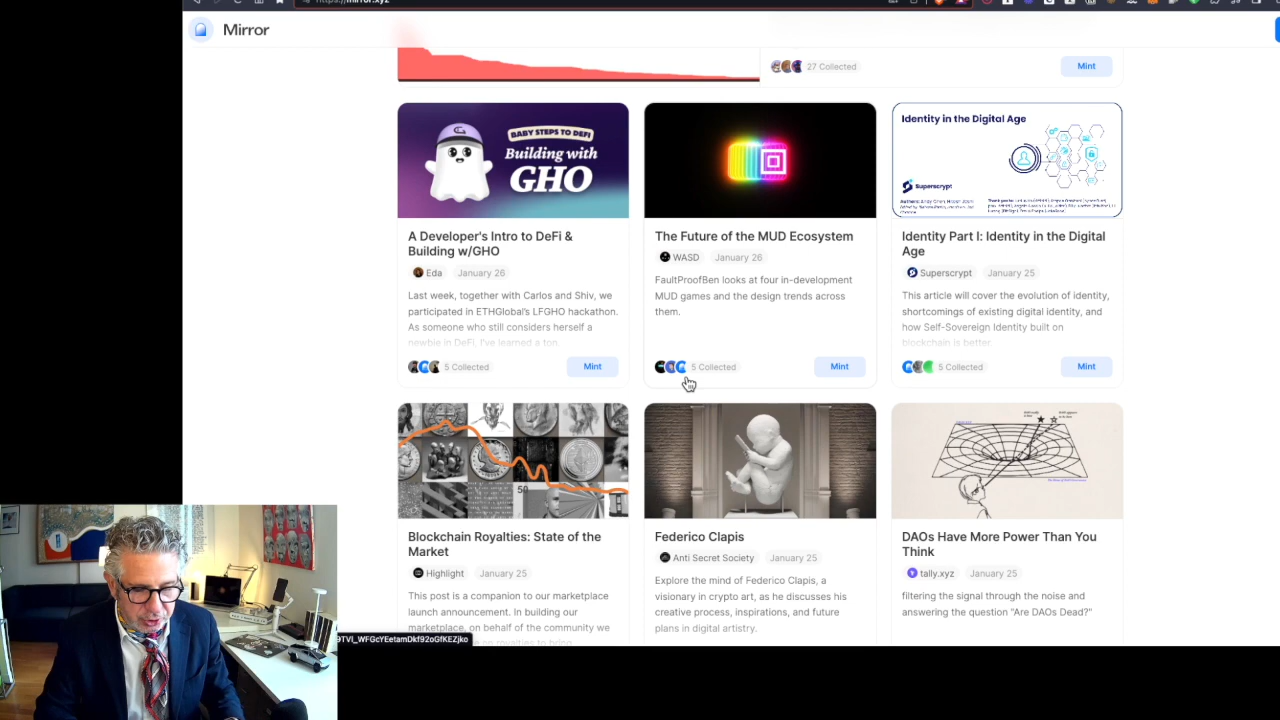 https://mirror.xyz
Mirror
27 Collected
Mint
BABY STEPS TO DEFI
Building with
GHO
Identity in the Digital Age
Superscrypt
A Developer's Intro to DeFi &
Building w/GHO
Eda January 26
Last week, together with Carlos and Shiv, we
participated in ETHGlobal's LFGHO hackathon.
As someone who still considers herself a
newbie in DeFi, I've learned a ton
5 Collected
Mint
The Future of the MUD Ecosystem
WASD January 26
FaultProofBen looks at four in-development
MUD games and the design trends across
them.
5 Collected
Mint
Identity Part I: Identity in the Digital
Age
Superscrypt January 25
This article will cover the evolution of identity,
shortcomings of existing digital identity, and
how Self-Sovereign Identity built on
blockchain is better.
5 Collected
Mint
50
Blockchain Royalties: State of the
Market
Highlight January 25
This post is a companion to our marketplace
launch announcement. In building our
marketplace, on behalf of the community we
on royalties to bring
Federico Clapis
Anti Secret Society January 25
Explore the mind of Federico Clapis, a
visionary in crypto art, as he discusses his
creative process, inspirations, and future
plans in digital artistry.
DAOs Have More Power Than You
Think
tally.xyz January 25
filtering the signal through the noise and
answering the question "Are DAOs Dead?"